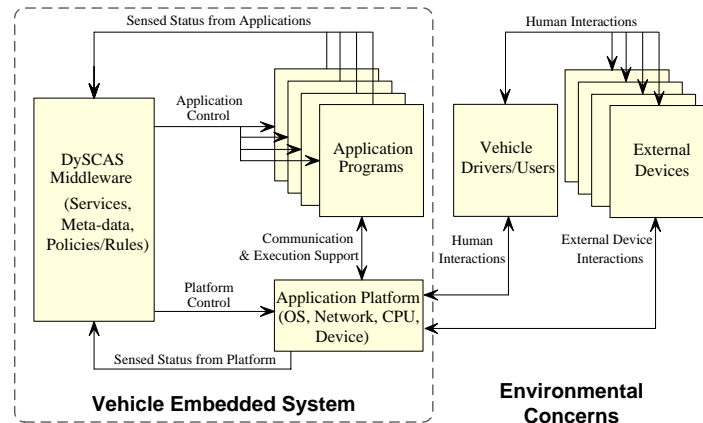 Sensed Status from Applications
Human Interactions
Application
Control
DySCAS
Middleware
(Services,
Meta-data,
Policies/Rules)
Application
Programs
Vehicle
Drivers/Users
External
Devices
Communication
& Execution Support
Human
Interactions
External Device
Interactions
Platform
Control
Application Platform
(OS, Network, CPU,
Device)
Sensed Status from Platform
Vehicle Embedded System
Environmental
Concerns